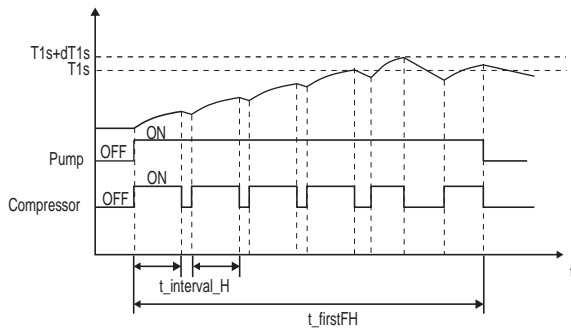 T1s+dT1s
T1s
ON
Pump OFF
ON
Compressor OFF
t
t_interval_H
t_firstFH